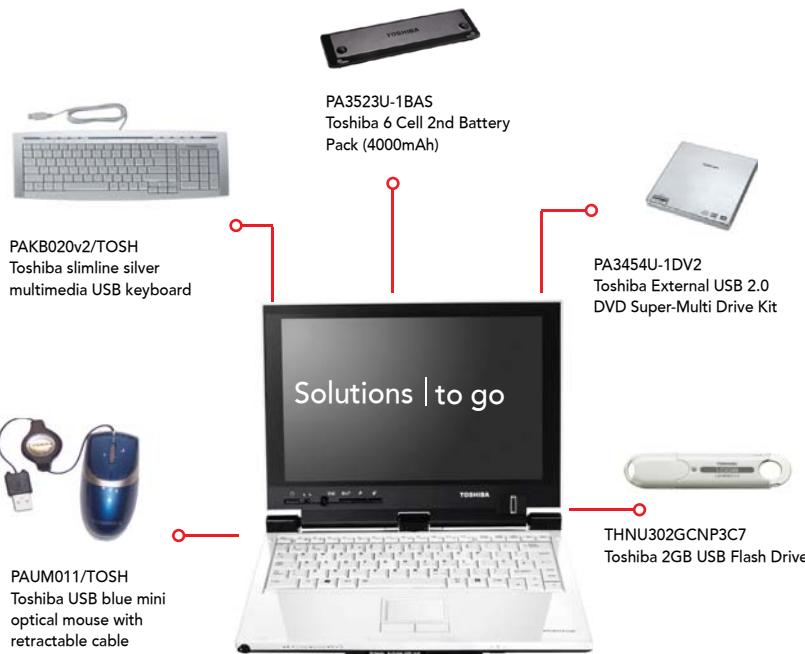 TOSHIBA
PA3523U-1BAS
Toshiba 6 Cell 2nd Battery
Pack (4000mAh)
PAKB020v2/TOSH
Toshiba slimline silver
multimedia USB keyboard
PA3454U-1DV2
Toshiba External USB 2.0
DVD Super-Multi Drive Kit
Solutions | to go
TOSHIBA
PAUM011/TOSH
Toshiba USB blue mini
optical mouse with
retractable cable
TOSHIBA
THNU302GCNP3C7
Toshiba 2GB USB Flash Drive